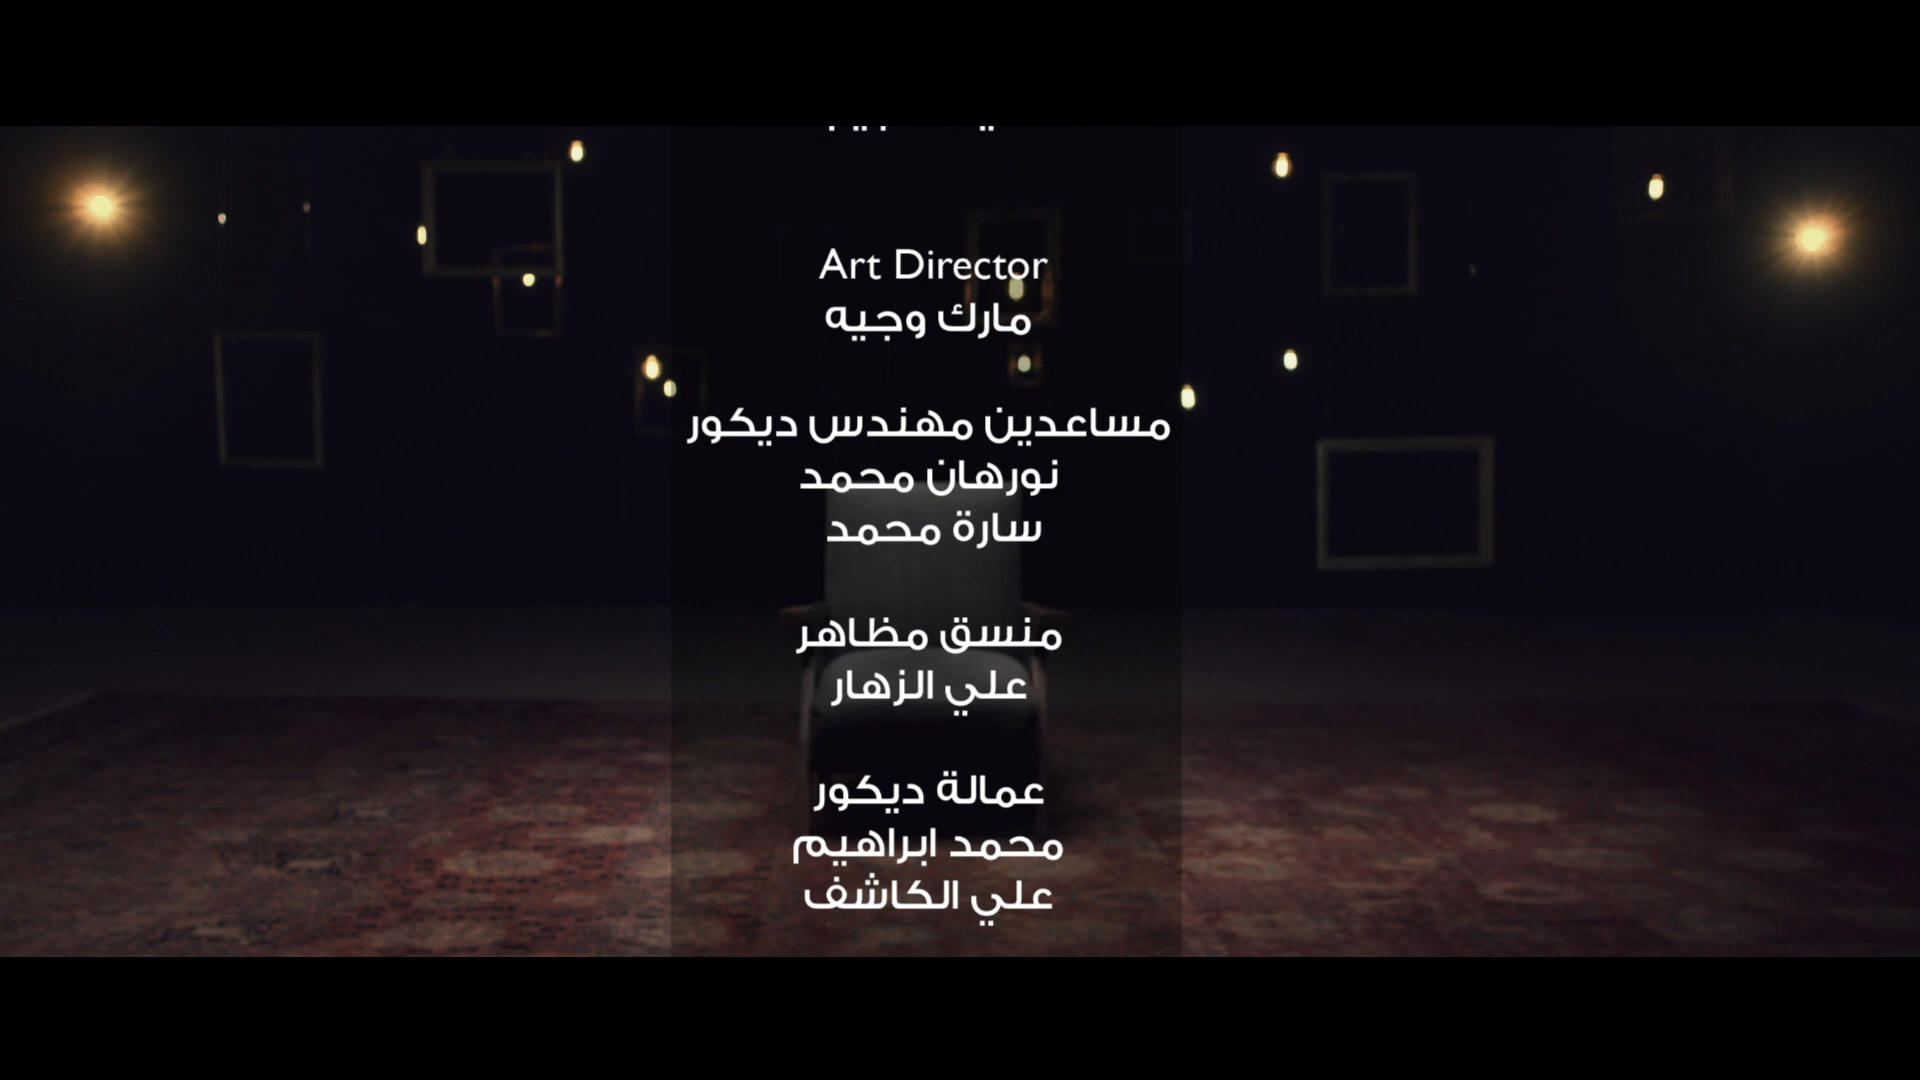 Art Director
مارك وجيه
مساعدين مهندس ديكور
نورهان محمد
سارة محمد
منسق مظاهر
علي الزهار
عمالة ديكور
محمد ابراهيم
علي الكاشف